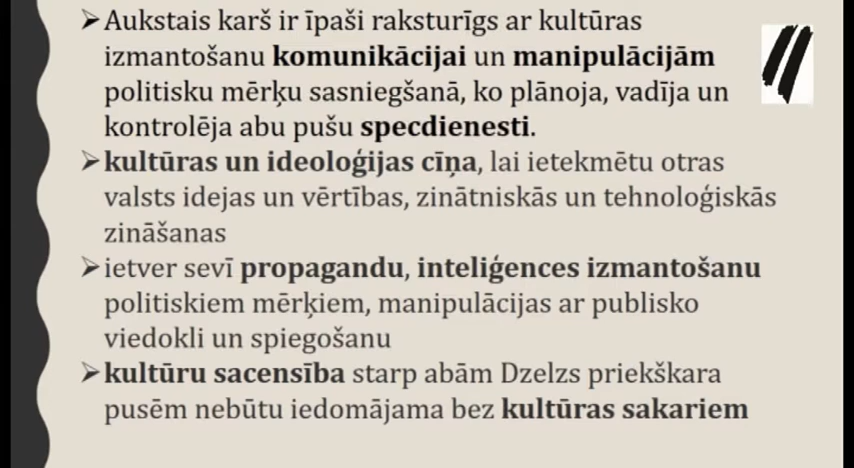 ➢Aukstais karš ir īpaši raksturīgs ar kultūras
izmantošanu komunikācijai un manipulācijām
politisku mērķu sasniegšanā, ko plānoja, vadīja un
kontrolēja abu pušu specdienesti.
➢kultūras un ideoloģijas cīņa, lai ietekmētu otras
valsts idejas un vērtības, zinātniskās un tehnoloģiskās
zināšanas
➢ietver sevī propagandu, inteliģences izmantošanu
politiskiem mērķiem, manipulācijas ar publisko
viedokli un spiegošanu
➢kultūru sacensība starp abām Dzelzs priekškara
pusēm nebūtu iedomājama bez kultūras sakariem